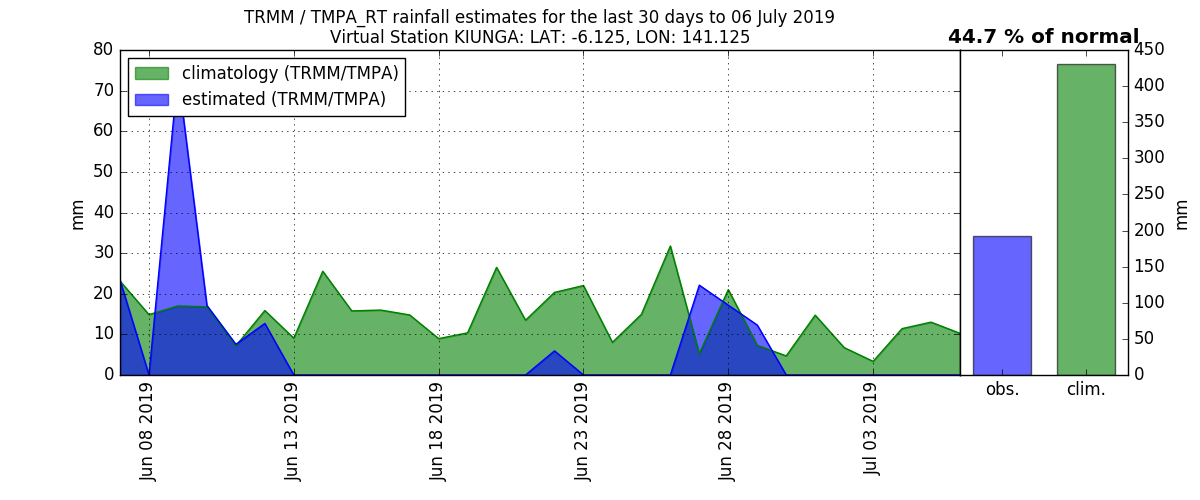 TRMM / TMPA_RT rainfall estimates for the last 30 days to 06 July 2019
Virtual Station KIUNGA: LAT: -6.125, LON: 141.125
44.7 % of normal
climatology (TRMM/TMPA)
estimated (TRMM/TMPA)
80
70
60
50
40
30
20
10
0
mm
Jun 08 2019
Jun 13 2019
Jun 18 2019
Jun 23 2019
Jun 28 2019
Jul 03 2019
450
400
350
300
250
200
150
100
50
0
mm
obs.
clim.